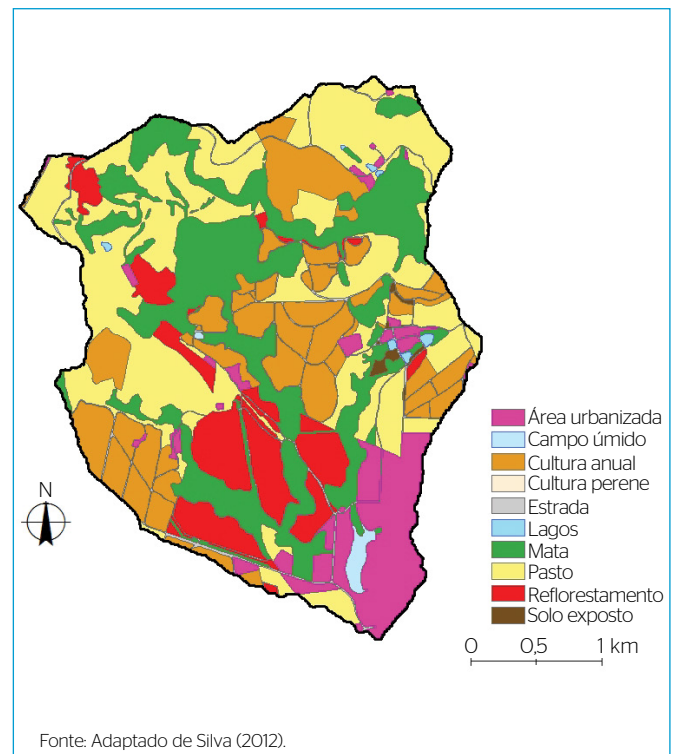 N
Área urbanizada
Campo úmido
Cultura anual
Cultura perene
Estrada
Lagos
Mata
Pasto
Reflorestamento
Solo exposto
0 0,5 1 km
Fonte: Adaptado de Silva (2012).